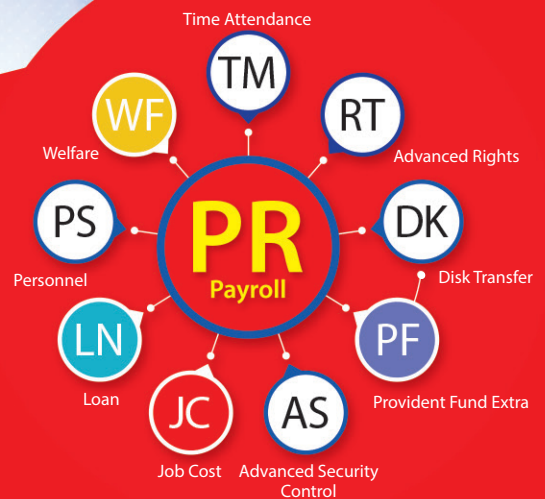 Time Attendance
TM
WF
RT
Welfare
Advanced Rights
PS
PR
Payroll
DK
Personnel
Disk Transfer
LN
PF
Loan
Provident Fund Extra
JC
AS
Job Cost
Advanced Security
Control